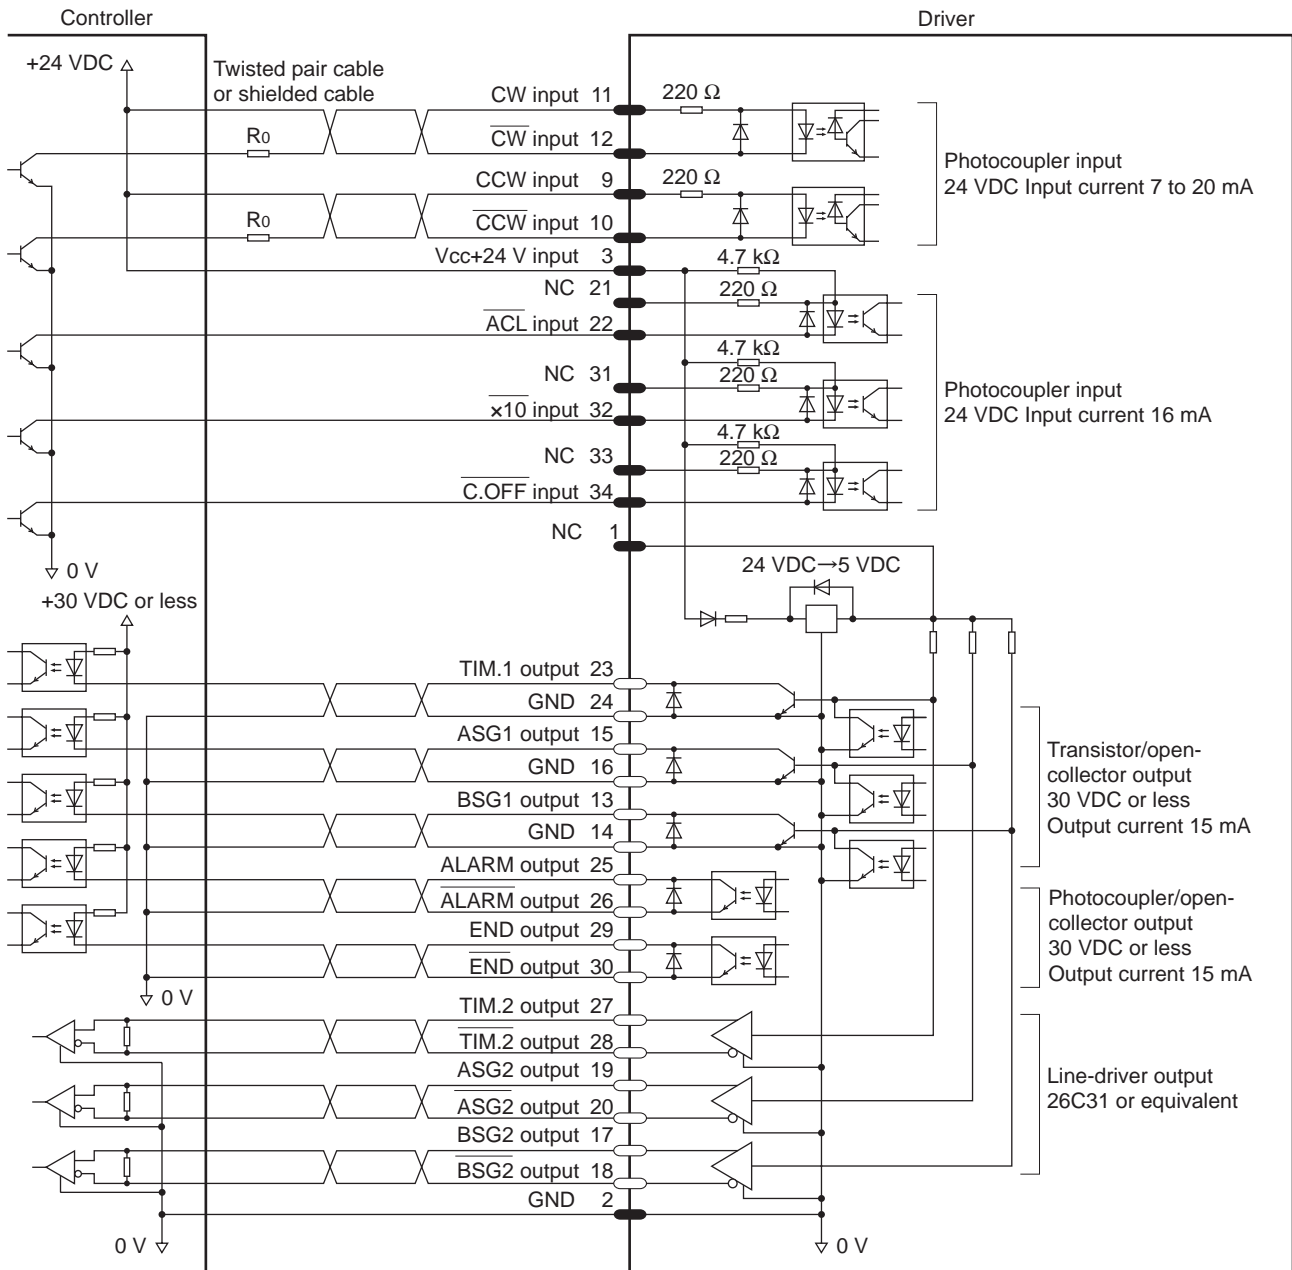 Controller
Driver
+24 VDC
Twisted pair cable
or shielded cable
CW input 11
220 Ω
R0
CW input 12
Photocoupler input
24 VDC Input current 7 to 20 mA
CCW input 9
220 Ω
R0
CCW input 10
Vcc+24 V input 3
4.7 kΩ
NC 21
220 Ω
ACL input 22
4.7 kΩ
NC 31
220 Ω
Photocoupler input
24 VDC Input current 16 mA
×10 input 32
4.7 kΩ
NC 33
220 Ω
C.OFF input 34
NC 1
0 V
24 VDC→5 VDC
+30 VDC or less
TIM.1 output 23
GND 24
ASG1 output 15
GND 16
BSG1 output 13
GND 14
Transistor/open-
collector output
30 VDC or less
Output current 15 mA
ALARM output 25
ALARM output 26
END output 29
END output 30
Photocoupler/open-
collector output
30 VDC or less
Output current 15 mA
0 V
TIM.2 output 27
TIM.2 output 28
ASG2 output 19
ASG2 output 20
BSG2 output 17
BSG2 output 18
Line-driver output
26C31 or equivalent
GND 2
0 V
0 V